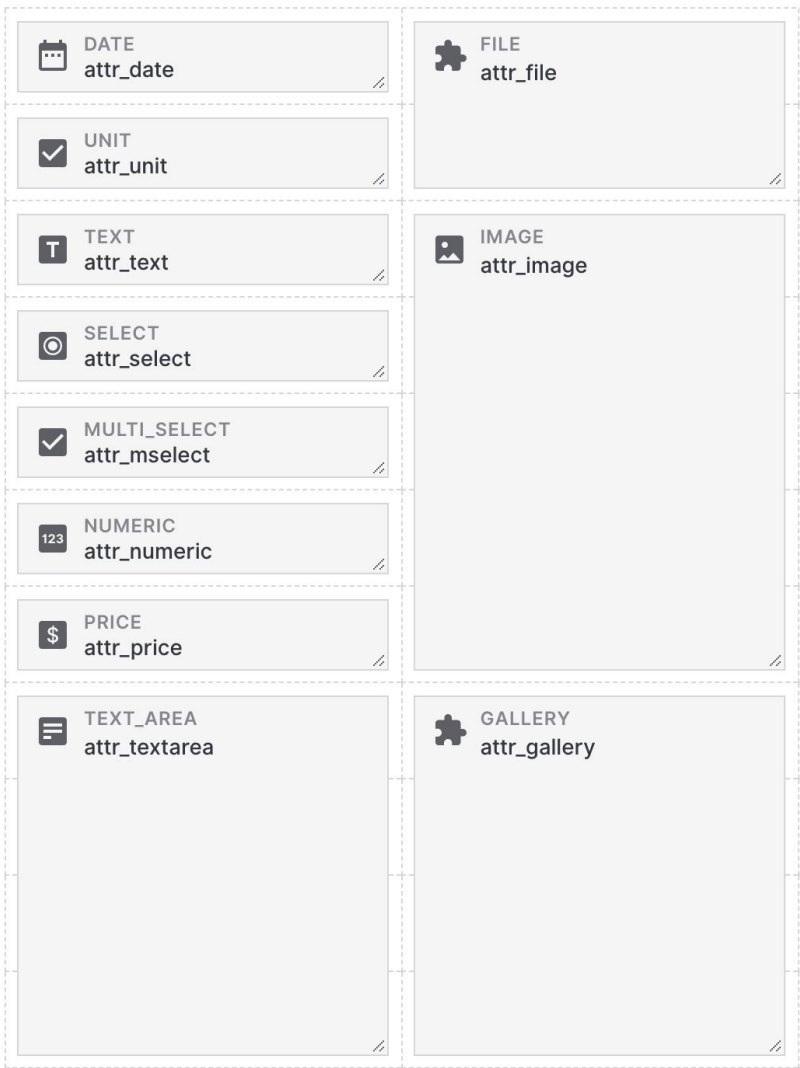 DATE
attr_date
FILE
attr_file
UNIT
attr_unit
TEXT
attr_text
IMAGE
attr_image
SELECT
attr_select
MULTI_SELECT
attr_mselect
NUMERIC
123
attr_numeric
PRICE
$
attr_price
TEXT_AREA
attr_textarea
GALLERY
attr_gallery